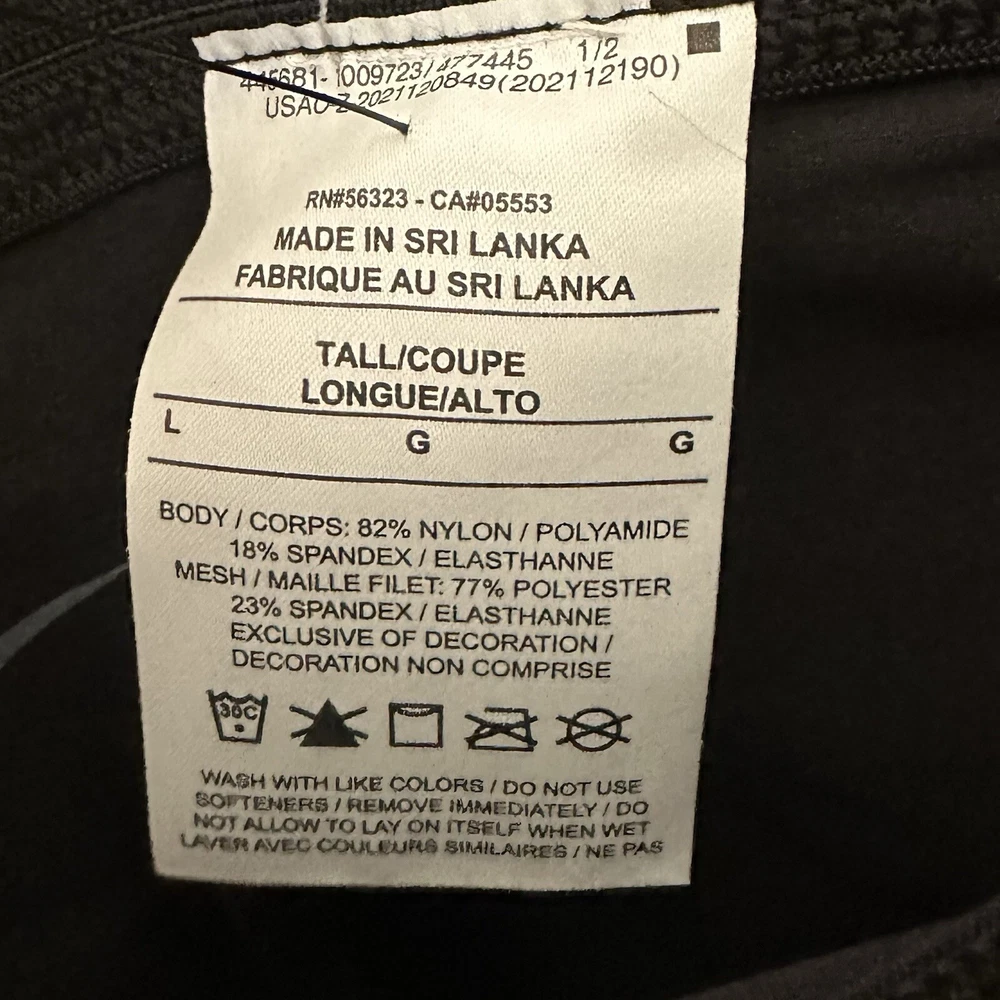 445681-1009723/477445 1/2
USAO-Z 2021120849(202112190)
RN#56323 - CA#05553
MADE IN SRI LANKA
FABRIQUE AU SRI LANKA
TALL/COUPE
LONGUE/ALTO
L G G
BODY / CORPS: 82% NYLON / POLYAMIDE
18% SPANDEX / ELASTHANNE
MESH / MAILLE FILET: 77% POLYESTER
23% SPANDEX / ELASTHANNE
EXCLUSIVE OF DECORATION /
DECORATION NON COMPRISE
30C
WASH WITH LIKE COLORS / DO NOT USE
SOFTENERS / REMOVE IMMEDIATELY / DO
NOT ALLOW TO LAY ON ITSELF WHEN WET
LAVER AVEC COULEURS SIMILAIRES / NE PAS